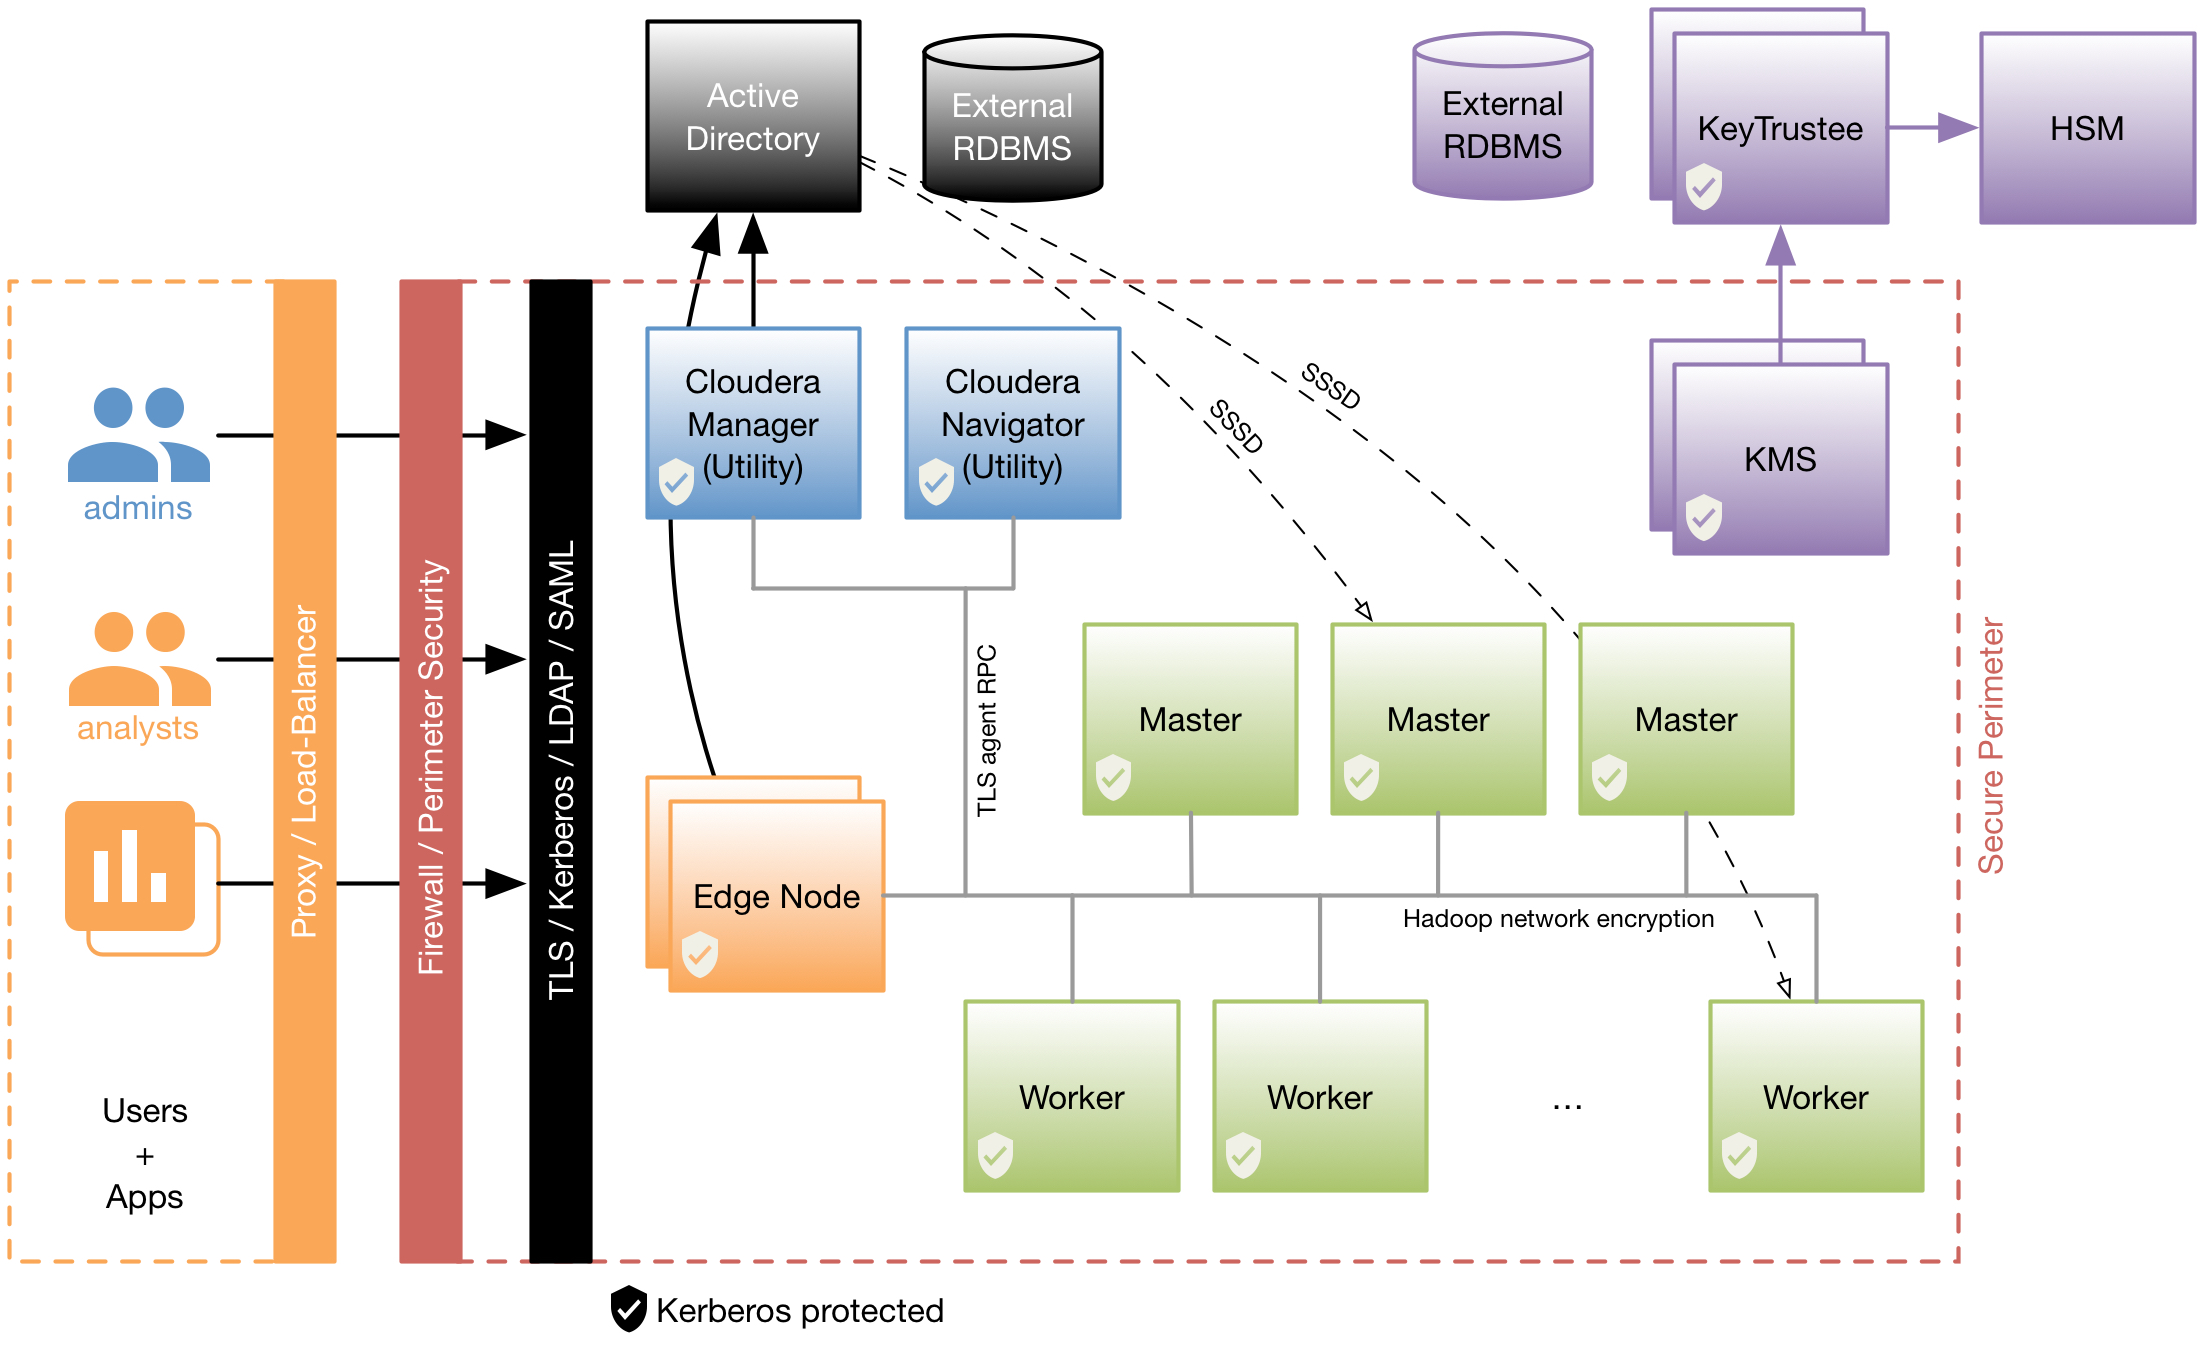 Active
Directory
External
RDBMS
External
RDBMS
KeyTrustee
HSM
admins
analysts
Users
+
Apps
Proxy / Load-Balancer
Firewall / Perimeter Security
TLS / Kerberos / LDAP / SAML
Cloudera
Manager
(Utility)
Cloudera
Navigator
(Utility)
SSSD
SSSD
KMS
TLS agent RPC
Master
Master
Master
Secure Perimeter
Edge Node
Hadoop network encryption
Worker
Worker
...
Worker
Kerberos protected